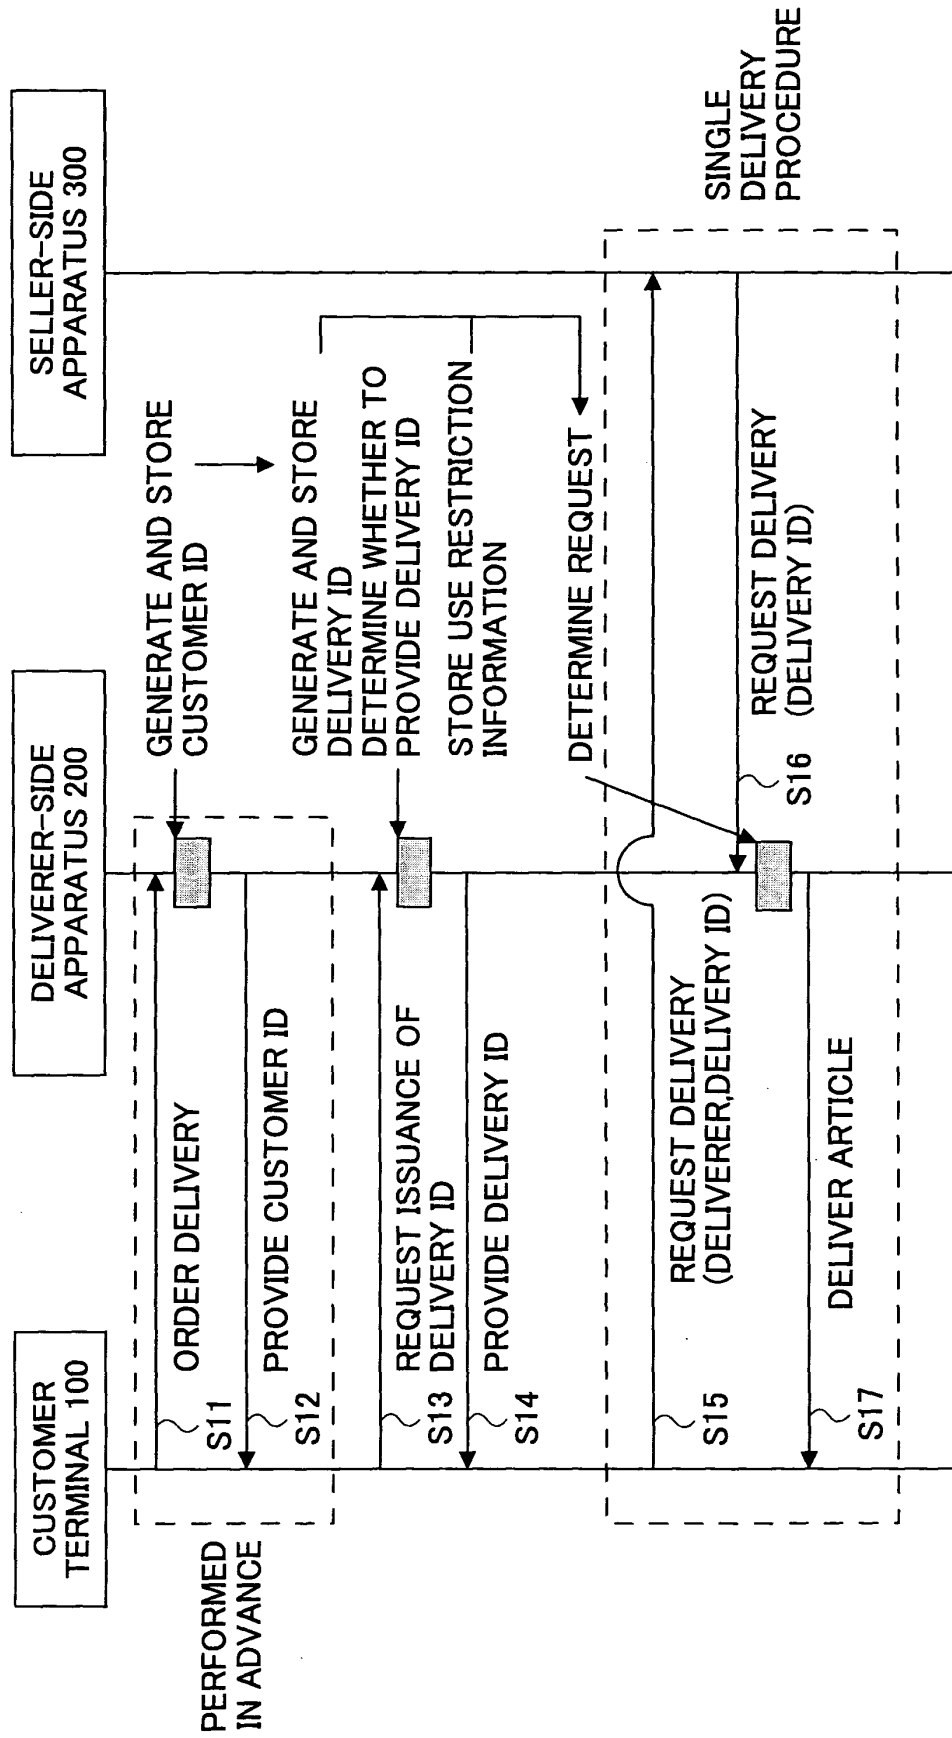 CUSTOMER
TERMINAL 100
DELIVERER-SIDE
APPARATUS 200
SELLER-SIDE
APPARATUS 300
PERFORMED
IN ADVANCE
ORDER DELIVERY
S11
GENERATE AND STORE
CUSTOMER ID
PROVIDE CUSTOMER ID
S12
GENERATE AND STORE
DELIVERY ID
DETERMINE WHETHER TO
PROVIDE DELIVERY ID
STORE USE RESTRICTION
INFORMATION
REQUEST ISSUANCE OF
DELIVERY ID
S13
PROVIDE DELIVERY ID
S14
DETERMINE REQUEST
SINGLE
DELIVERY
PROCEDURE
REQUEST DELIVERY
(DELIVERER,DELIVERY ID)
S15
REQUEST DELIVERY
(DELIVERY ID)
S16
DELIVER ARTICLE
S17